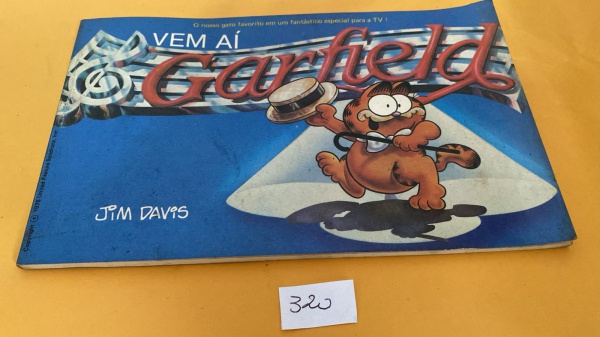 O nosso gato favorito em um fantástico especial para a TV!
VEM AÍ
Garfield
JIM DAVIS
320